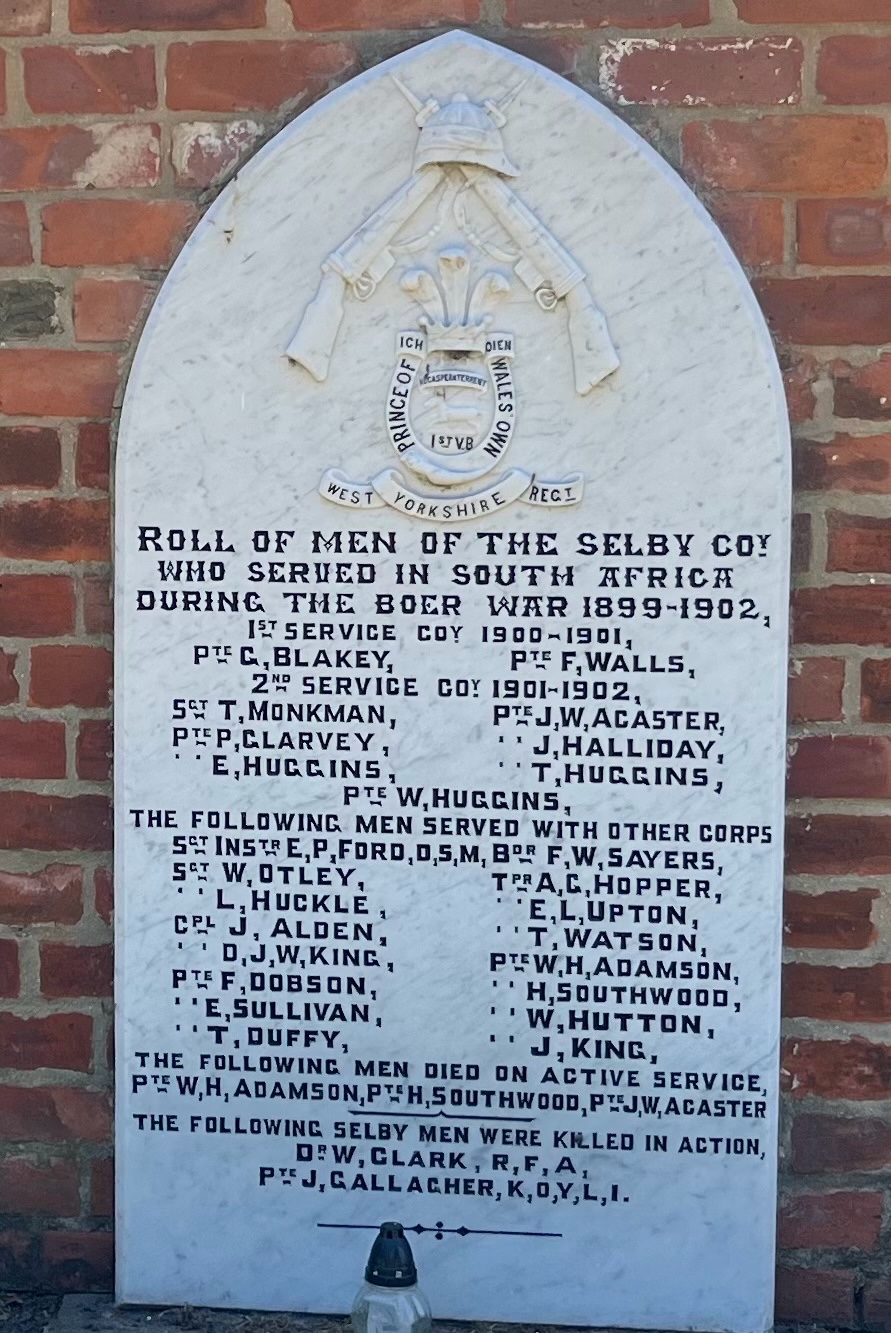 ICH DIEN
NEC ASPERA TERRENT
PRINCE OF WALES' OWN
1ST V.B
WEST YORKSHIRE REGT
ROLL OF MEN OF THE SELBY COY
WHO SERVED IN SOUTH AFRICA
DURING THE BOER WAR 1899-1902,
1ST SERVICE COY 1900-1901,
PTE G, BLAKEY, PTE F, WALLS,
2ND SERVICE COY 1901-1902,
SGT T, MONKMAN, PTE J, W, ACASTER,
PTE P, GLARVEY, '' J, HALLIDAY,
'' E, HUGGINS, '' T, HUGGINS,
PTE W, HUGGINS,
THE FOLLOWING MEN SERVED WITH OTHER CORPS
SGT INSTR E, P, FORD, D, S, M, BDR F, W, SAYERS,
SGT W, OTLEY, TPR A, G, HOPPER,
'' L, HUCKLE, '' E, L, UPTON,
CPL J, ALDEN, '' T, WATSON,
'' D, J, W, KING, PTE W, H, ADAMSON,
PTE F, DOBSON, '' H, SOUTHWOOD,
'' E, SULLIVAN, '' W, HUTTON,
'' T, DUFFY, '' J, KING,
THE FOLLOWING MEN DIED ON ACTIVE SERVICE,
PTE W, H, ADAMSON, PTE H, SOUTHWOOD, PTE J, W, ACASTER
THE FOLLOWING SELBY MEN WERE KILLED IN ACTION,
DR W, CLARK, R, F, A,
PTE J, GALLAGHER, K, O, Y, L, I.